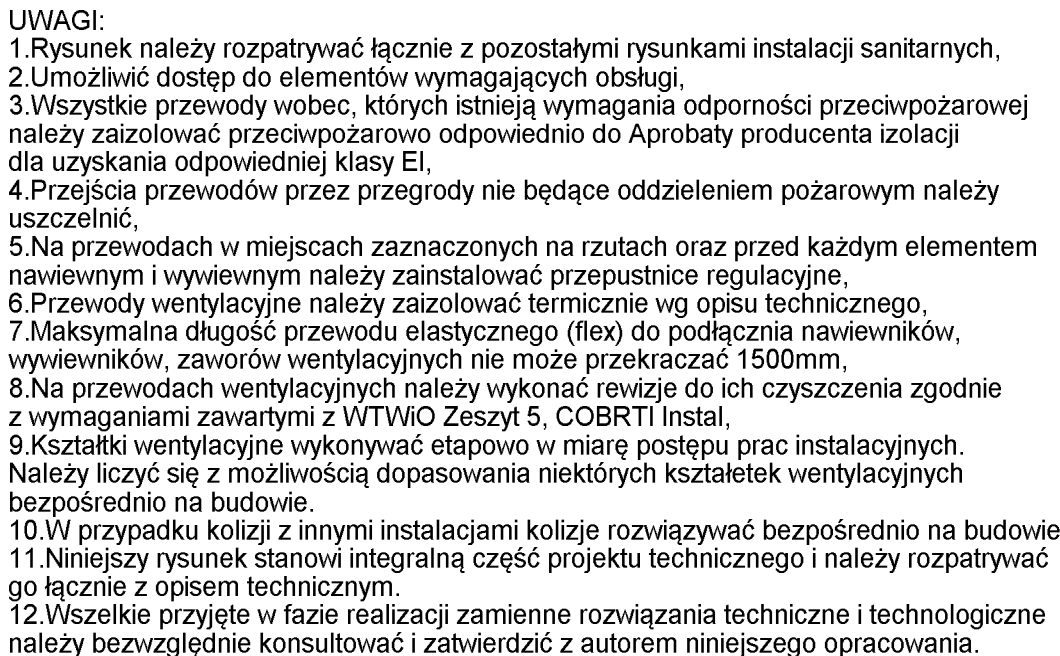 UWAGI:
1.Rysunek należy rozpatrywać łącznie z pozostałymi rysunkami instalacji sanitarnych,
2.Umożliwić dostęp do elementów wymagających obsługi,
3.Wszystkie przewody wobec, których istnieją wymagania odporności przeciwpożarowej
należy zaizolować przeciwpożarowo odpowiednio do Aprobaty producenta izolacji
dla uzyskania odpowiedniej klasy EI,
4.Przejścia przewodów przez przegrody nie będące oddzieleniem pożarowym należy
uszczelnić,
5.Na przewodach w miejscach zaznaczonych na rzutach oraz przed każdym elementem
nawiewnym i wywiewnym należy zainstalować przepustnice regulacyjne,
6.Przewody wentylacyjne należy zaizolować termicznie wg opisu technicznego,
7.Maksymalna długość przewodu elastycznego (flex) do podłącznia nawiewników,
wywiewników, zaworów wentylacyjnych nie może przekraczać 1500mm,
8.Na przewodach wentylacyjnych należy wykonać rewizje do ich czyszczenia zgodnie
z wymaganiami zawartymi z WTWiO Zeszyt 5, COBRTI Instal,
9.Kształtki wentylacyjne wykonywać etapowo w miarę postępu prac instalacyjnych.
Należy liczyć się z możliwością dopasowania niektórych kształetek wentylacyjnych
bezpośrednio na budowie.
10.W przypadku kolizji z innymi instalacjami kolizje rozwiązywać bezpośrednio na budowie
11.Niniejszy rysunek stanowi integralną część projektu technicznego i należy rozpatrywać
go łącznie z opisem technicznym.
12.Wszelkie przyjęte w fazie realizacji zamienne rozwiązania techniczne i technologiczne
należy bezwzględnie konsultować i zatwierdzić z autorem niniejszego opracowania.